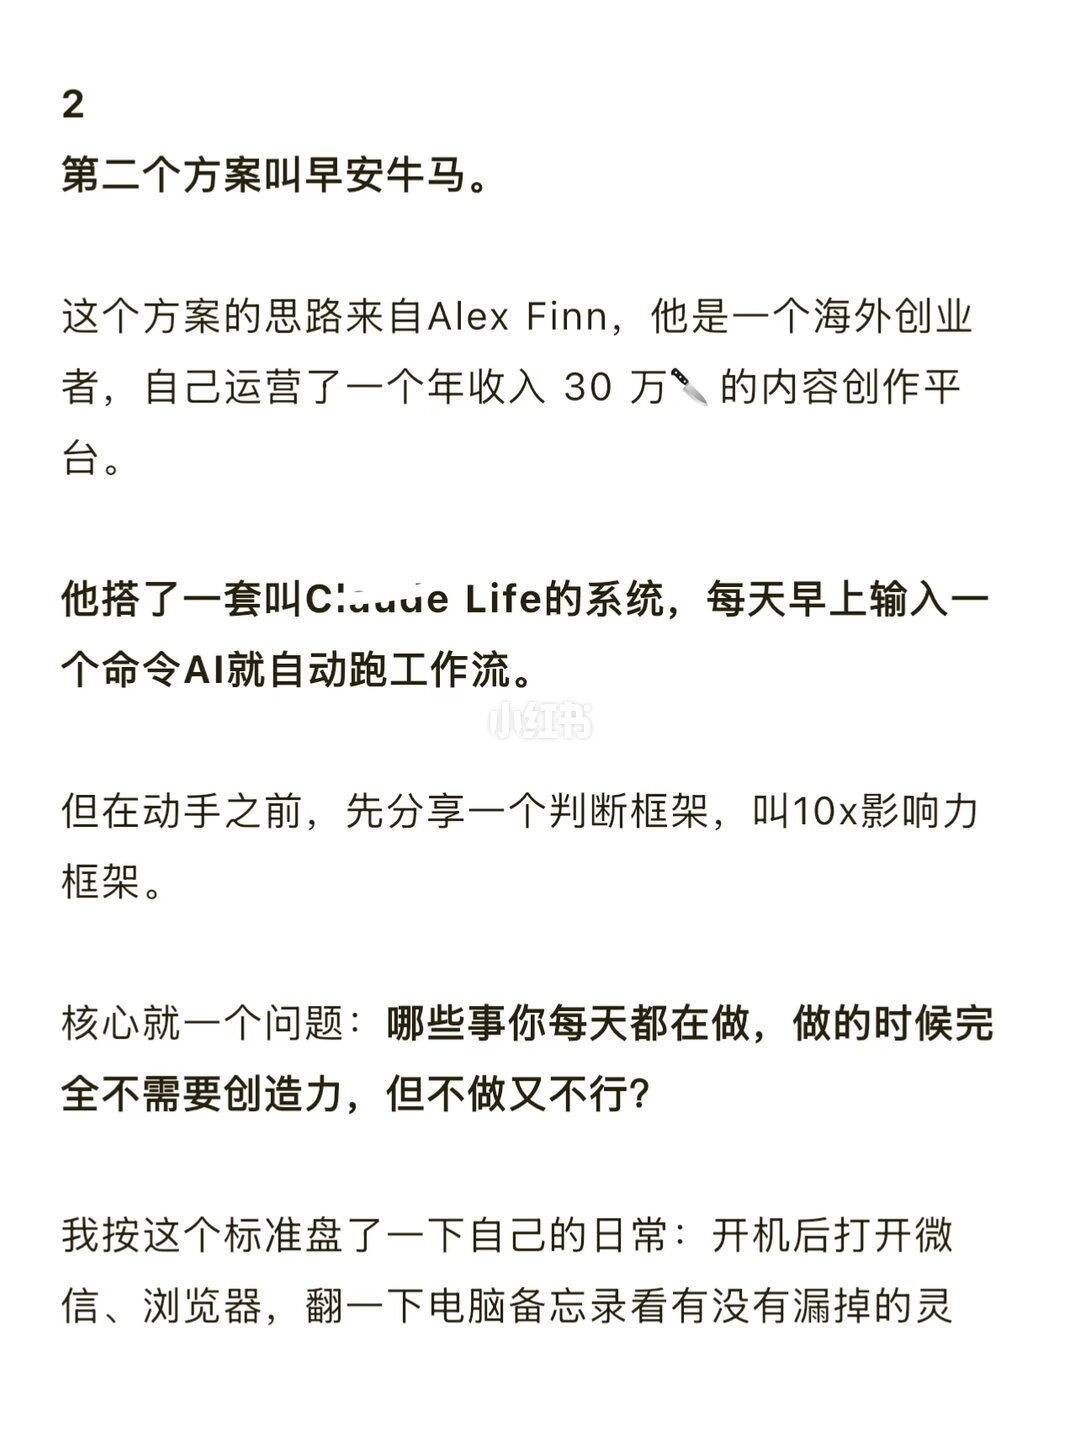 2
第二个方案叫早安牛马。
这个方案的思路来自Alex Finn，他是一个海外创业
者，自己运营了一个年收入 30 万🔪 的内容创作平
台。
他搭了一套叫Claude Life的系统，每天早上输入一
个命令AI就自动跑工作流。
小红书
但在动手之前，先分享一个判断框架，叫10x影响力
框架。
核心就一个问题：哪些事你每天都在做，做的时候完
全不需要创造力，但不做又不行？
我按这个标准盘了一下自己的日常：开机后打开微
信、浏览器，翻一下电脑备忘录看有没有漏掉的灵